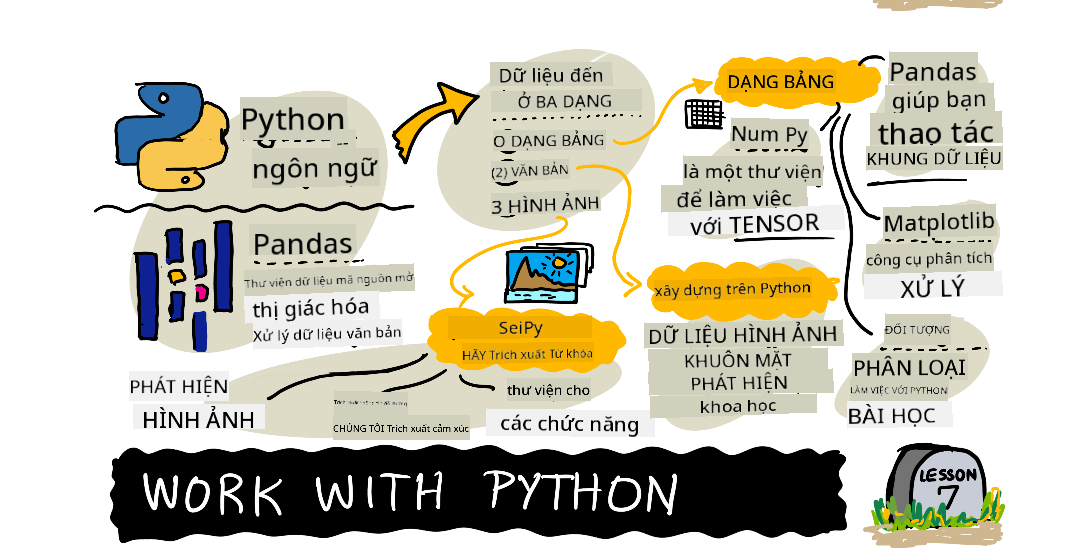 Python
ngôn ngữ
Pandas
Thư viện dữ liệu mã nguồn mở
thị giác hóa
Xử lý dữ liệu văn bản
Dữ liệu đến
Ở BA DẠNG
O DẠNG BẢNG
(2) VĂN BẢN
3 HÌNH ẢNH
DẠNG BẢNG
Num Py
là một thư viện
để làm việc
với TENSOR
Pandas
giúp bạn
thao tác
KHUNG DỮ LIỆU
Matplotlib
công cụ phân tích
XỬ LÝ
ĐỐI TƯỢNG
PHÂN LOẠI
LÀM VIỆC VỚI PYTHON
BÀI HỌC
xây dựng trên Python
DỮ LIỆU HÌNH ẢNH
KHUÔN MẶT
PHÁT HIỆN
khoa học
SeiPy
HÃY Trích xuất Từ khóa
thư viện cho
các chức năng
CHÚNG TÔI Trích xuất cảm xúc
PHÁT HIỆN
HÌNH ẢNH
WORK WITH PYTHON
LESSON
7